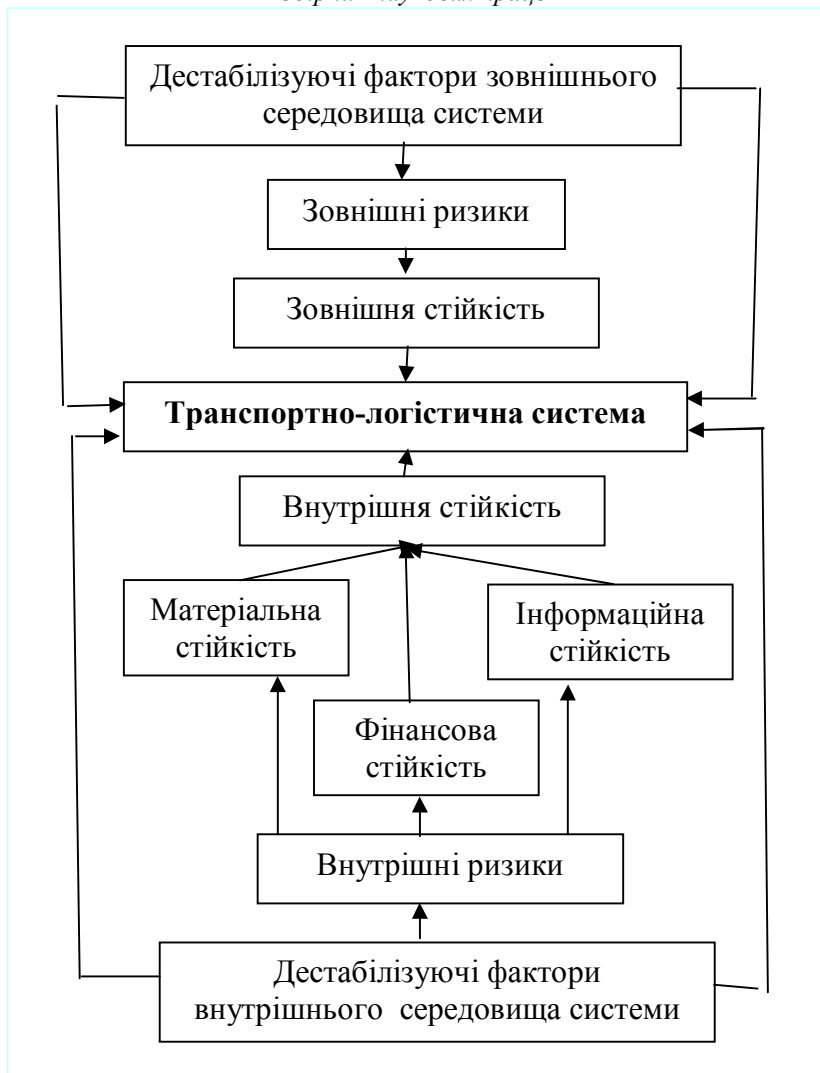 Дестабілізуючі фактори зовнішнього
середовища системи
Зовнішні ризики
Зовнішня стійкість
Транспортно-логістична система
Внутрішня стійкість
Матеріальна
стійкість
Інформаційна
стійкість
Фінансова
стійкість
Внутрішні ризики
Дестабілізуючі фактори
внутрішнього середовища системи